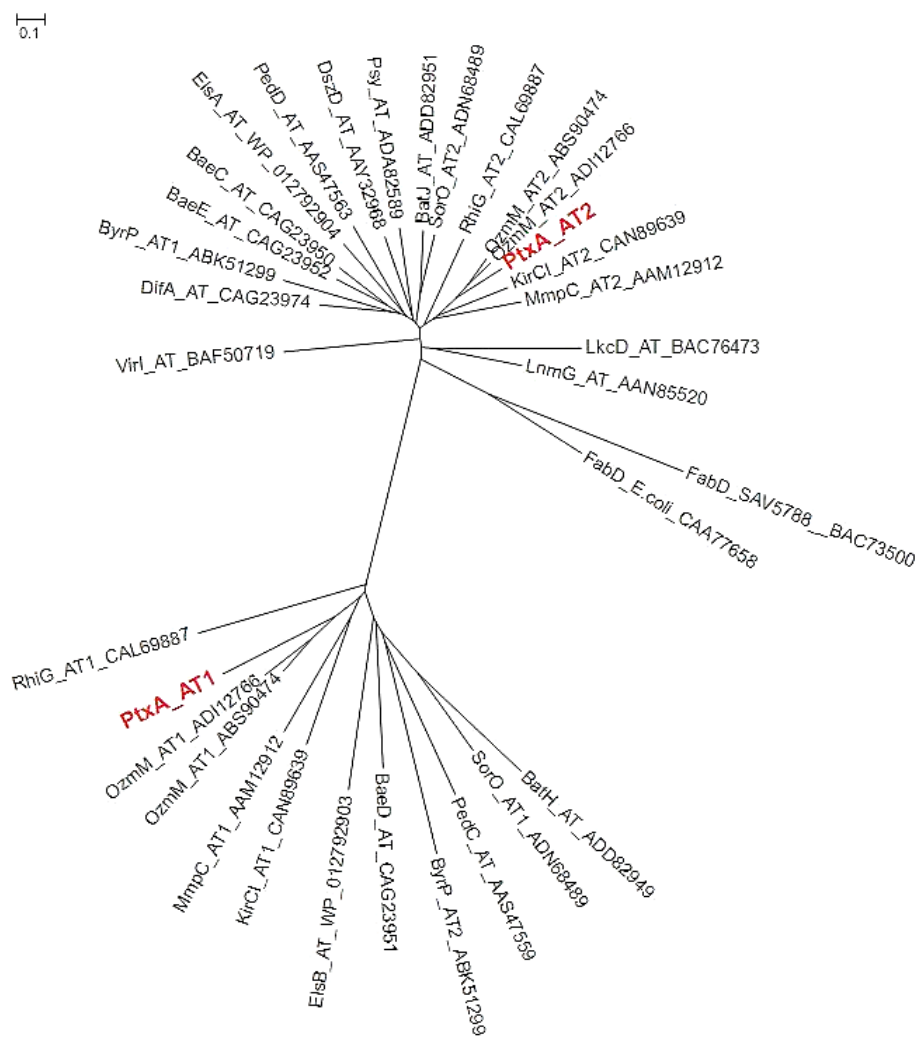 0.1
ElsA_AT_WP_012792904
PedD_AT_AAS47563
DszD_AT_AAY32968
Psy_AT_ADA82589
BatJ_AT_ADD82951
SorO_AT2_ADN68489
RhiG_AT2_CAL69887
OzmM_AT2_ABS90474
OzmM_AT2_ADI12766
PtxA_AT2
KirCI_AT2_CAN89639
MmpC_AT2_AAM12912
BaeC_AT_CAG23950
BaeE_AT_CAG23952
ByrP_AT1_ABK51299
DifA_AT_CAG23974
VirI_AT_BAF50719
LkcD_AT_BAC76473
LnmG_AT_AAN85520
FabD_SAV5788__BAC73500
FabD_E.coli_CAA77658
RhiG_AT1_CAL69887
PtxA_AT1
OzmM_AT1_ADI12766
OzmM_AT1_ABS90474
MmpC_AT1_AAM12912
KirCI_AT1_CAN89639
ElsB_AT_WP_012792903
BaeD_AT_CAG23951
ByrP_AT2_ABK51299
PedC_AT_AAS47559
SorO_AT1_ADN68489
BatH_AT_ADD82949